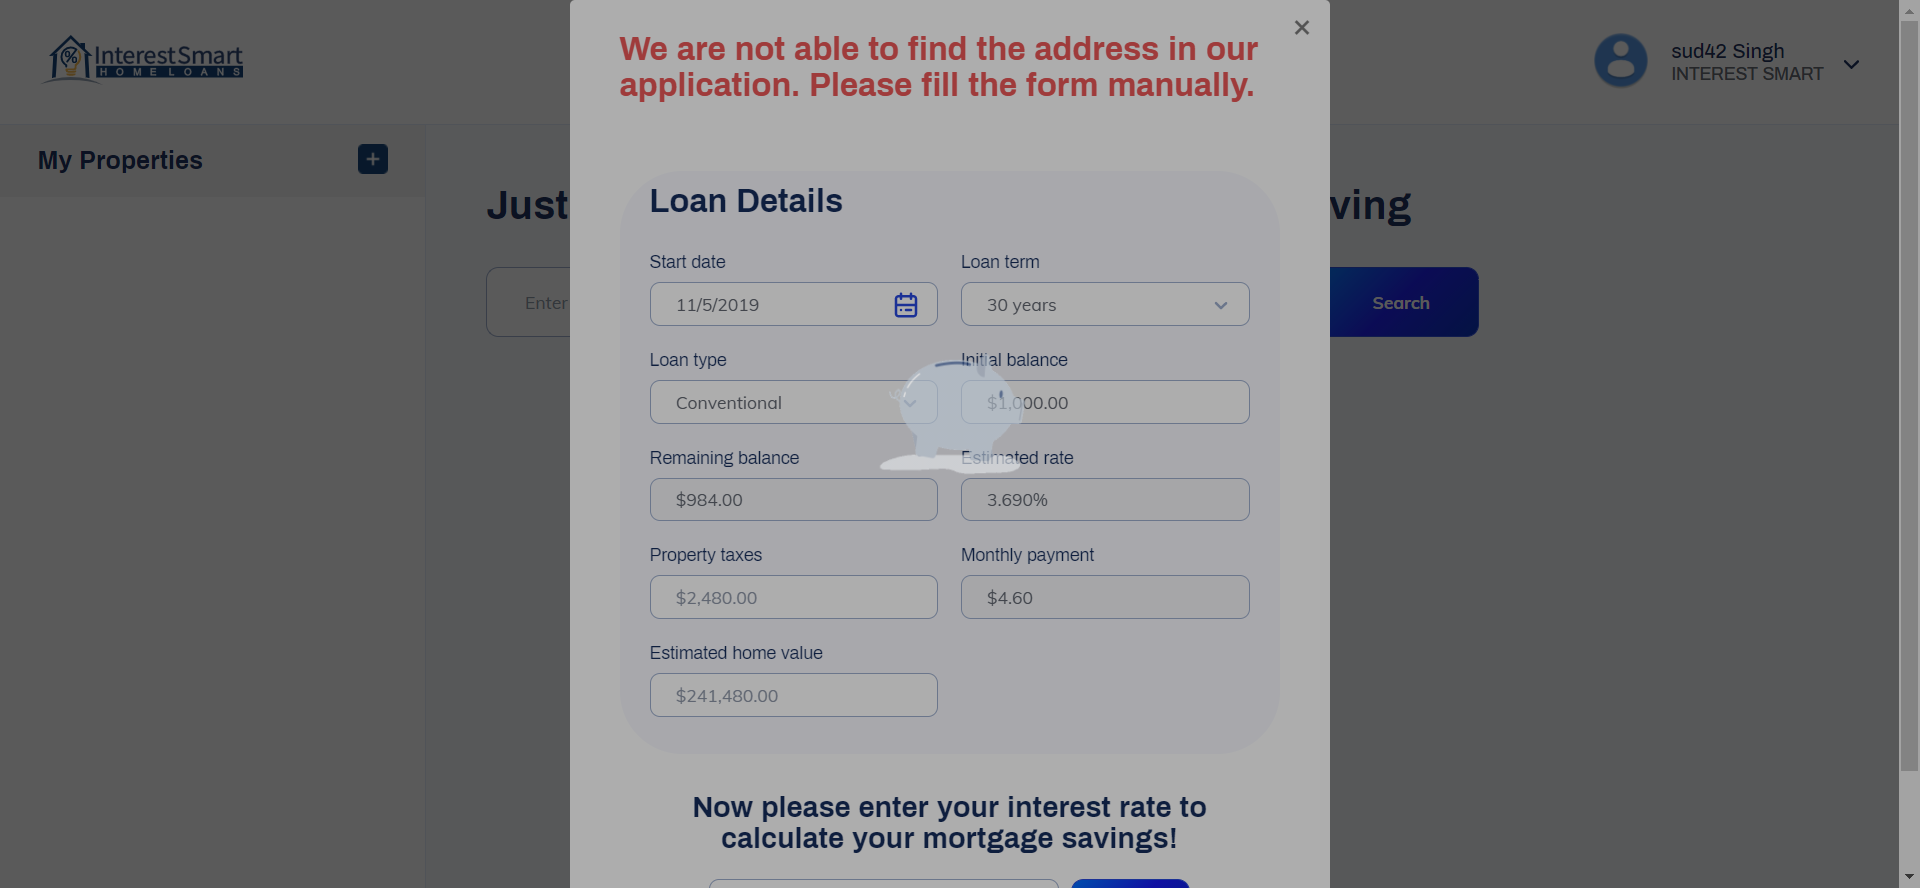 We are not able to find the address in our
application. Please fill the form manually.
InterestSmart
HOME LOANS
sud42 Singh
INTEREST SMART
My Properties
Just
ving
Enter
Search
Loan Details
Start date
Loan term
11/5/2019
30 years
Loan type
Initial balance
Conventional
$1,000.00
Remaining balance
Estimated rate
$984.00
3.690%
Property taxes
Monthly payment
$2,480.00
$4.60
Estimated home value
$241,480.00
Now please enter your interest rate to
calculate your mortgage savings!